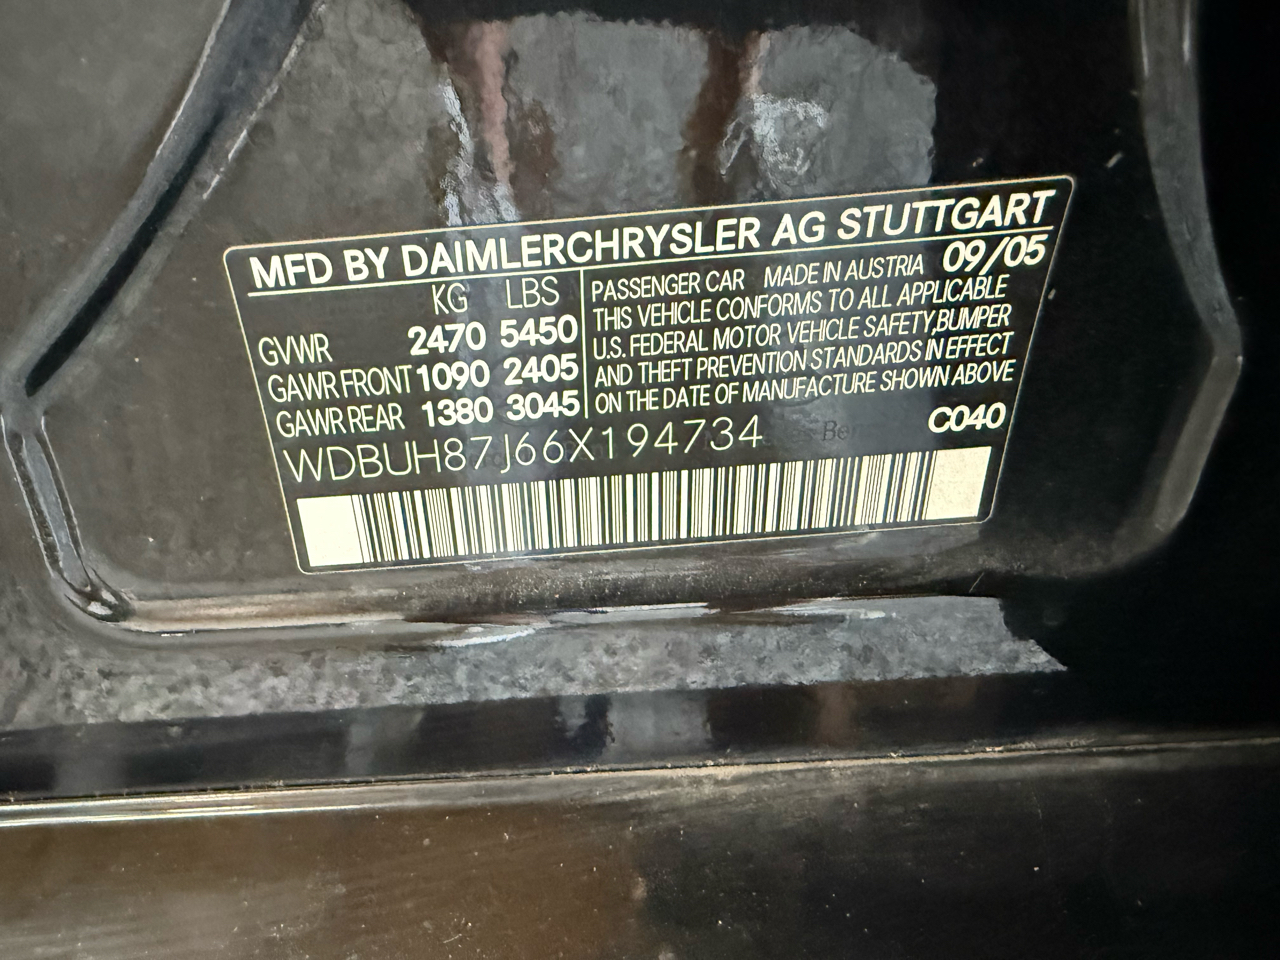 MFD BY DAIMLERCHRYSLER AG STUTTGART
KG LBS
GVWR 2470 5450
GAWR FRONT 1090 2405
GAWR REAR 1380 3045
PASSENGER CAR MADE IN AUSTRIA 09/05
THIS VEHICLE CONFORMS TO ALL APPLICABLE
U.S. FEDERAL MOTOR VEHICLE SAFETY,BUMPER
AND THEFT PREVENTION STANDARDS IN EFFECT
ON THE DATE OF MANUFACTURE SHOWN ABOVE
WDBUH87J66X194734
C040